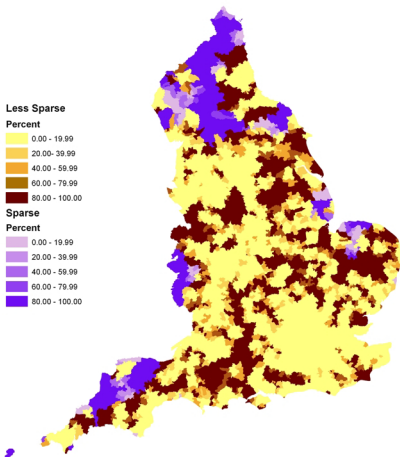 Less Sparse
Percent
0.00 - 19.99
20.00- 39.99
40.00 - 59.99
60.00 - 79.99
80.00 - 100.00
Sparse
Percent
0.00 - 19.99
20.00 - 39.99
40.00 - 59.99
60.00 - 79.99
80.00 - 100.00